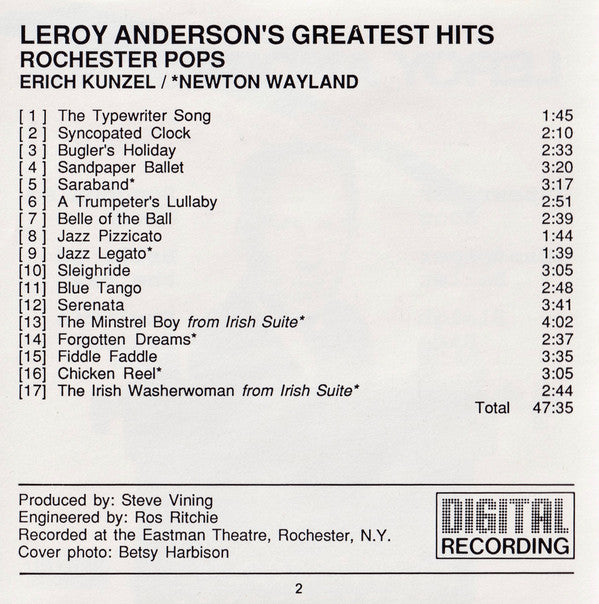 LEROY ANDERSON'S GREATEST HITS
ROCHESTER POPS
ERICH KUNZEL / *NEWTON WAYLAND
[ 1 ] The Typewriter Song 1:45
[ 2 ] Syncopated Clock 2:10
[ 3 ] Bugler's Holiday 2:33
[ 4 ] Sandpaper Ballet 3:20
[ 5 ] Saraband* 3:17
[ 6 ] A Trumpeter's Lullaby 2:51
[ 7 ] Belle of the Ball 2:39
[ 8 ] Jazz Pizzicato 1:44
[ 9 ] Jazz Legato* 1:39
[10] Sleighride 3:05
[11] Blue Tango 2:48
[12] Serenata 3:41
[13] The Minstrel Boy from Irish Suite* 4:02
[14] Forgotten Dreams* 2:37
[15] Fiddle Faddle 3:35
[16] Chicken Reel* 3:05
[17] The Irish Washerwoman from Irish Suite* 2:44
Total 47:35
Produced by: Steve Vining
Engineered by: Ros Ritchie
Recorded at the Eastman Theatre, Rochester, N.Y.
Cover photo: Betsy Harbison
DIGITAL
RECORDING
2